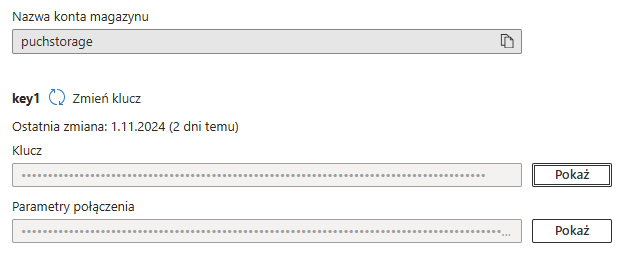 Nazwa konta magazynu
puchstorage
key1 Zmień klucz
Ostatnia zmiana: 1.11.2024 (2 dni temu)
Klucz
Pokaż
Parametry połączenia
Pokaż